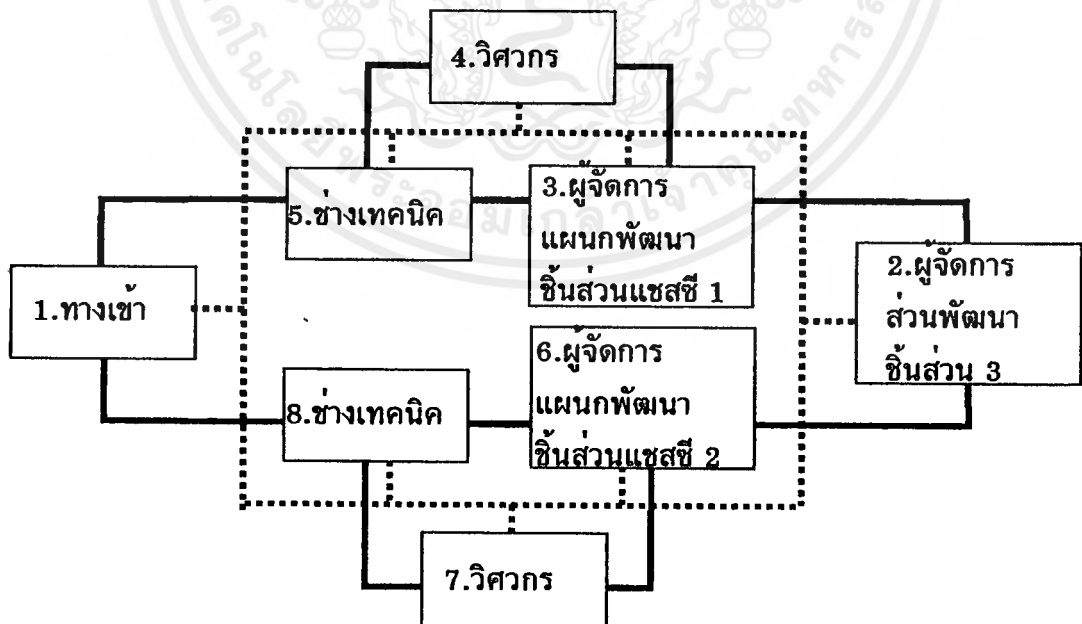 4.วิศวกร
5.ช่างเทคนิค
3.ผู้จัดการ
แผนกพัฒนา
ชิ้นส่วนแชสซี 1
1.ทางเข้า
2.ผู้จัดการ
ส่วนพัฒนา
ชิ้นส่วน 3
6.ผู้จัดการ
แผนกพัฒนา
ชิ้นส่วนแชสซี 2
8.ช่างเทคนิค
7.วิศวกร